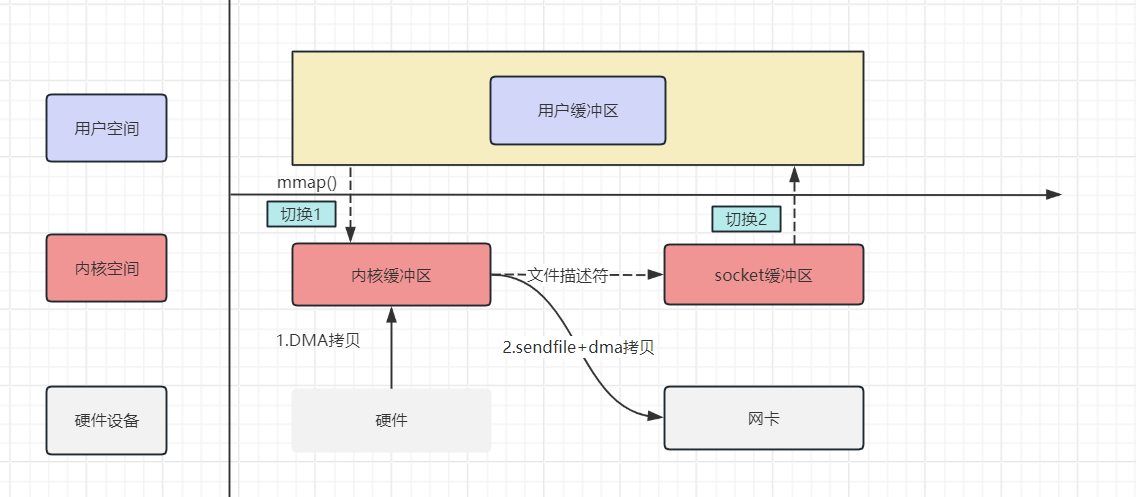 用户空间
用户缓冲区
mmap()
切换1
切换2
内核空间
内核缓冲区
文件描述符
socket缓冲区
1.DMA拷贝
2.sendfile+dma拷贝
硬件设备
硬件
网卡